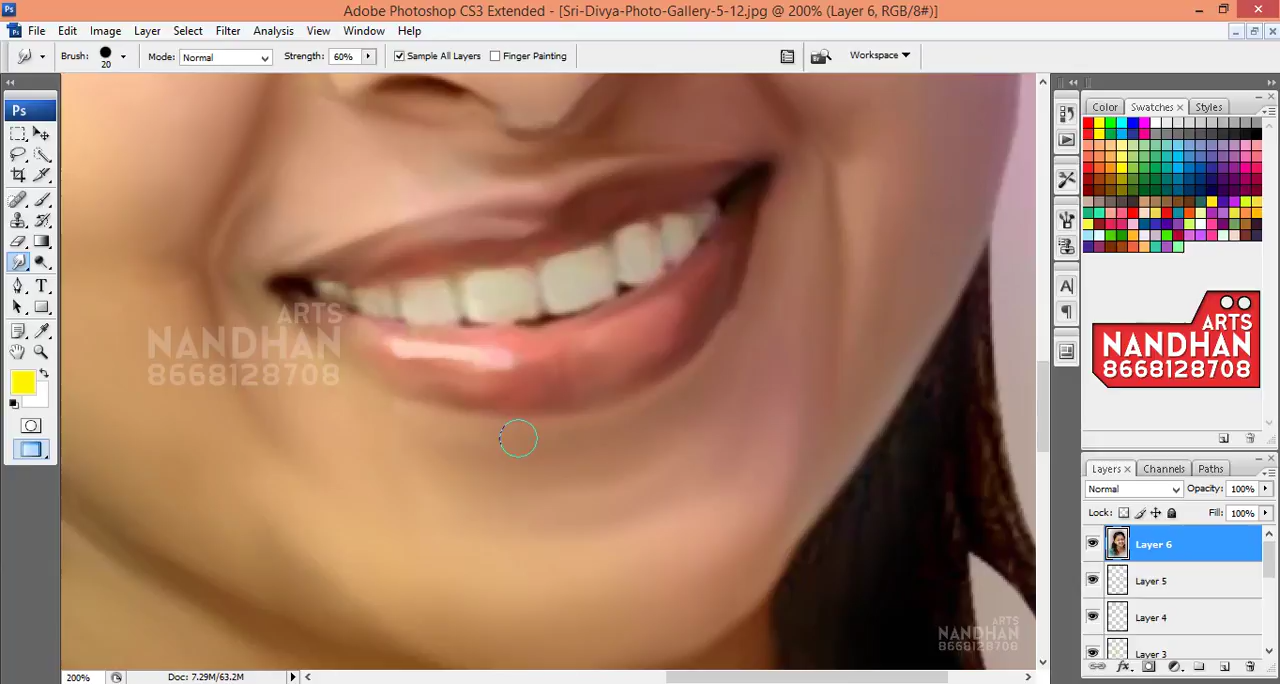 Adobe Photoshop CS3 Extended - [Sri-Divya-Photo-Gallery-5-12.jpg @ 200% (Layer 6, RGB/8#)]
Ps File Edit Image Layer Select Filter Analysis View Window Help
Brush: 20 Mode: Normal Strength: 60% Sample All Layers Finger Painting Workspace
Ps
T
Color Swatches Styles
A
ARTS
NANDHAN
8668128708
ARTS
NANDHAN
8668128708
Layers Channels Paths
Normal Opacity: 100%
Lock: Fill: 100%
Layer 6
Layer 5
Layer 4
Layer 3
ARTS
NANDHAN
8668128708
200% Doc: 7.29M/63.2M